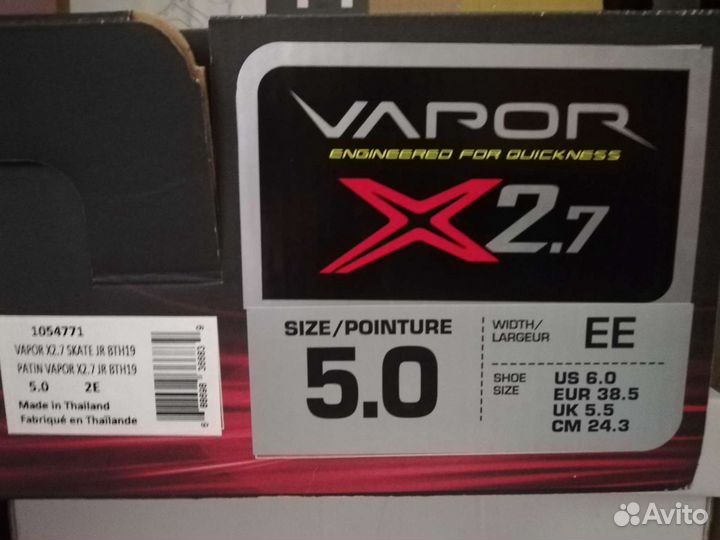 VAPOR
ENGINEERED FOR QUICKNESS
X2.7
1054771
VAPOR X2.7 SKATE JR BTH19
PATIN VAPOR X2.7 JR BTH19
5.0 2E
Made in Thailand
Fabriqué en Thaïlande
SIZE/POINTURE
5.0
WIDTH/
LARGEUR
EE
SHOE
SIZE
US 6.0
EUR 38.5
UK 5.5
CM 24.3
Avito